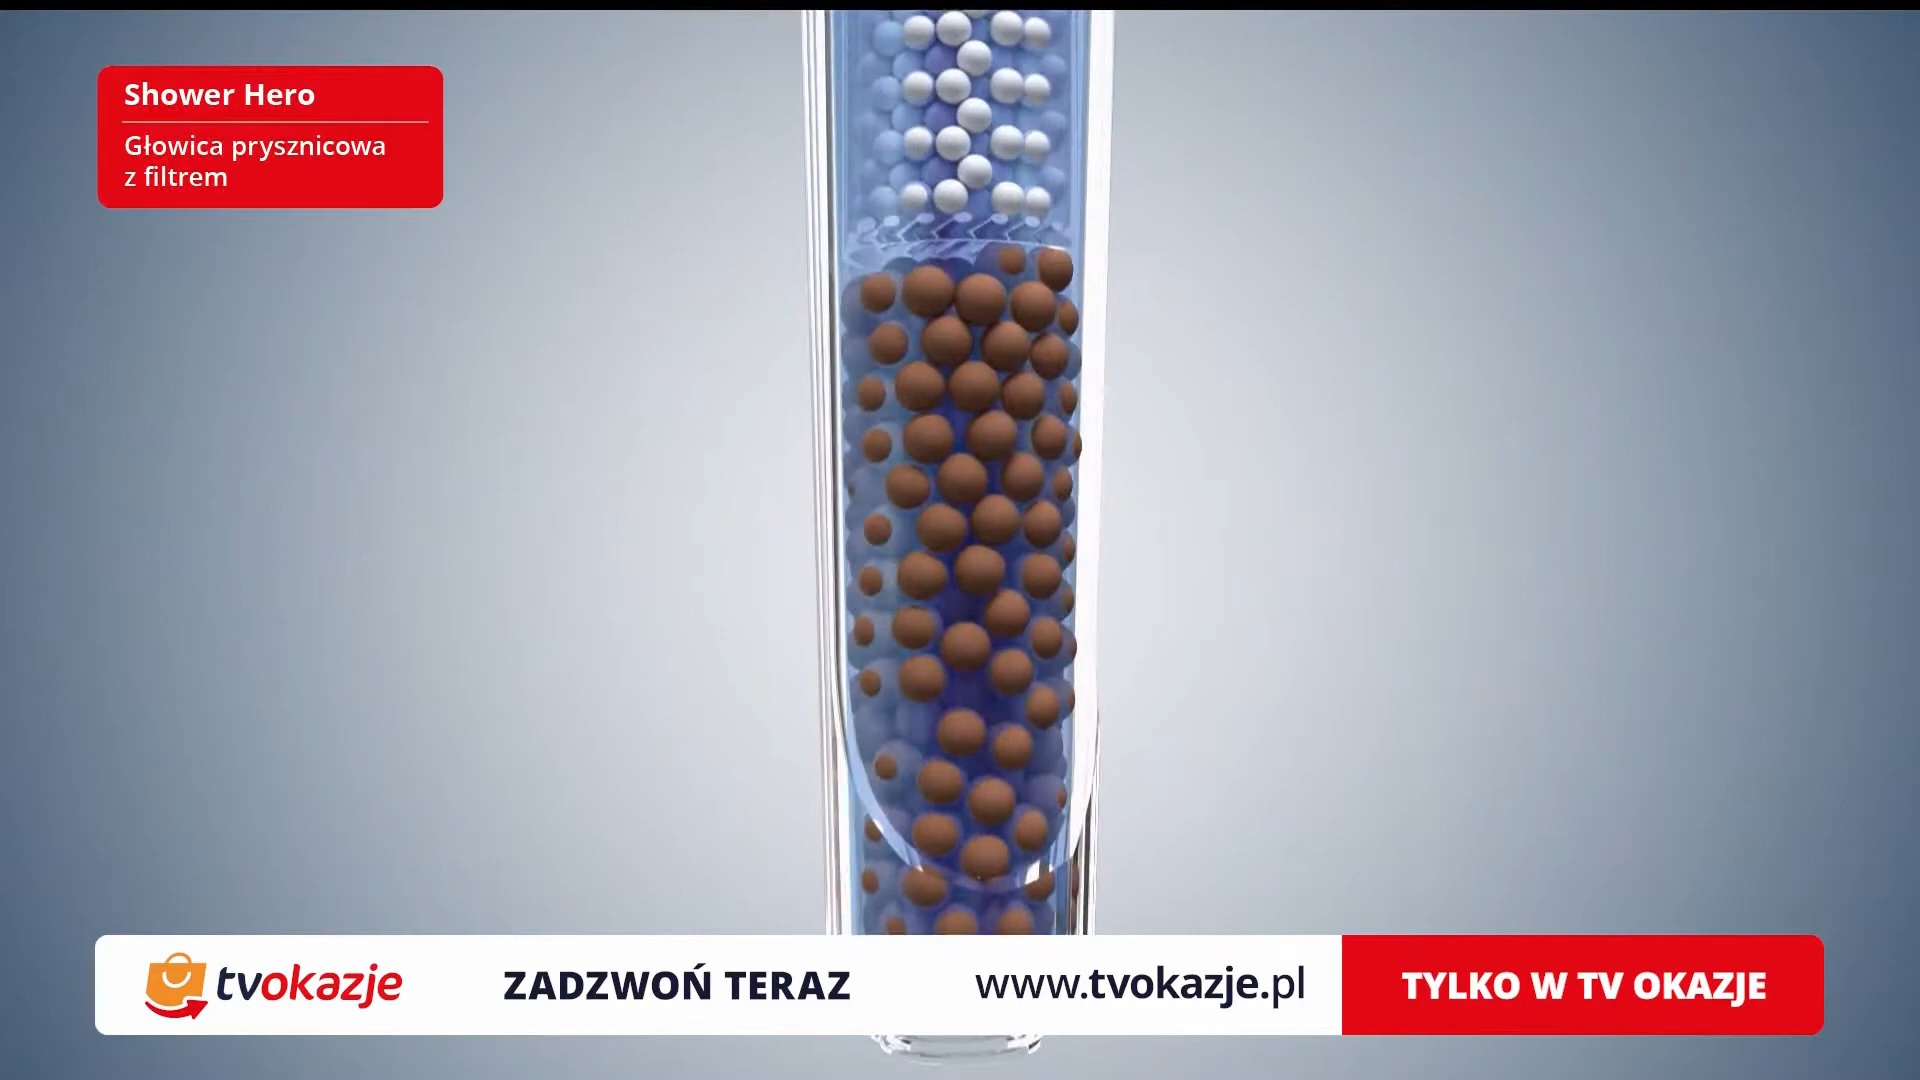 Shower Hero
Głowica prysznicowa
z filtrem
tvokazje
ZADZWOŃ TERAZ
www.tvokazje.pl
TYLKO W TV OKAZJE